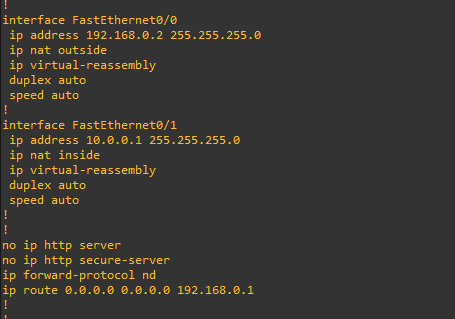 !
interface FastEthernet0/0
 ip address 192.168.0.2 255.255.255.0
 ip nat outside
 ip virtual-reassembly
 duplex auto
 speed auto
!
interface FastEthernet0/1
 ip address 10.0.0.1 255.255.255.0
 ip nat inside
 ip virtual-reassembly
 duplex auto
 speed auto
!
!
no ip http server
no ip http secure-server
ip forward-protocol nd
ip route 0.0.0.0 0.0.0.0 192.168.0.1
!
!